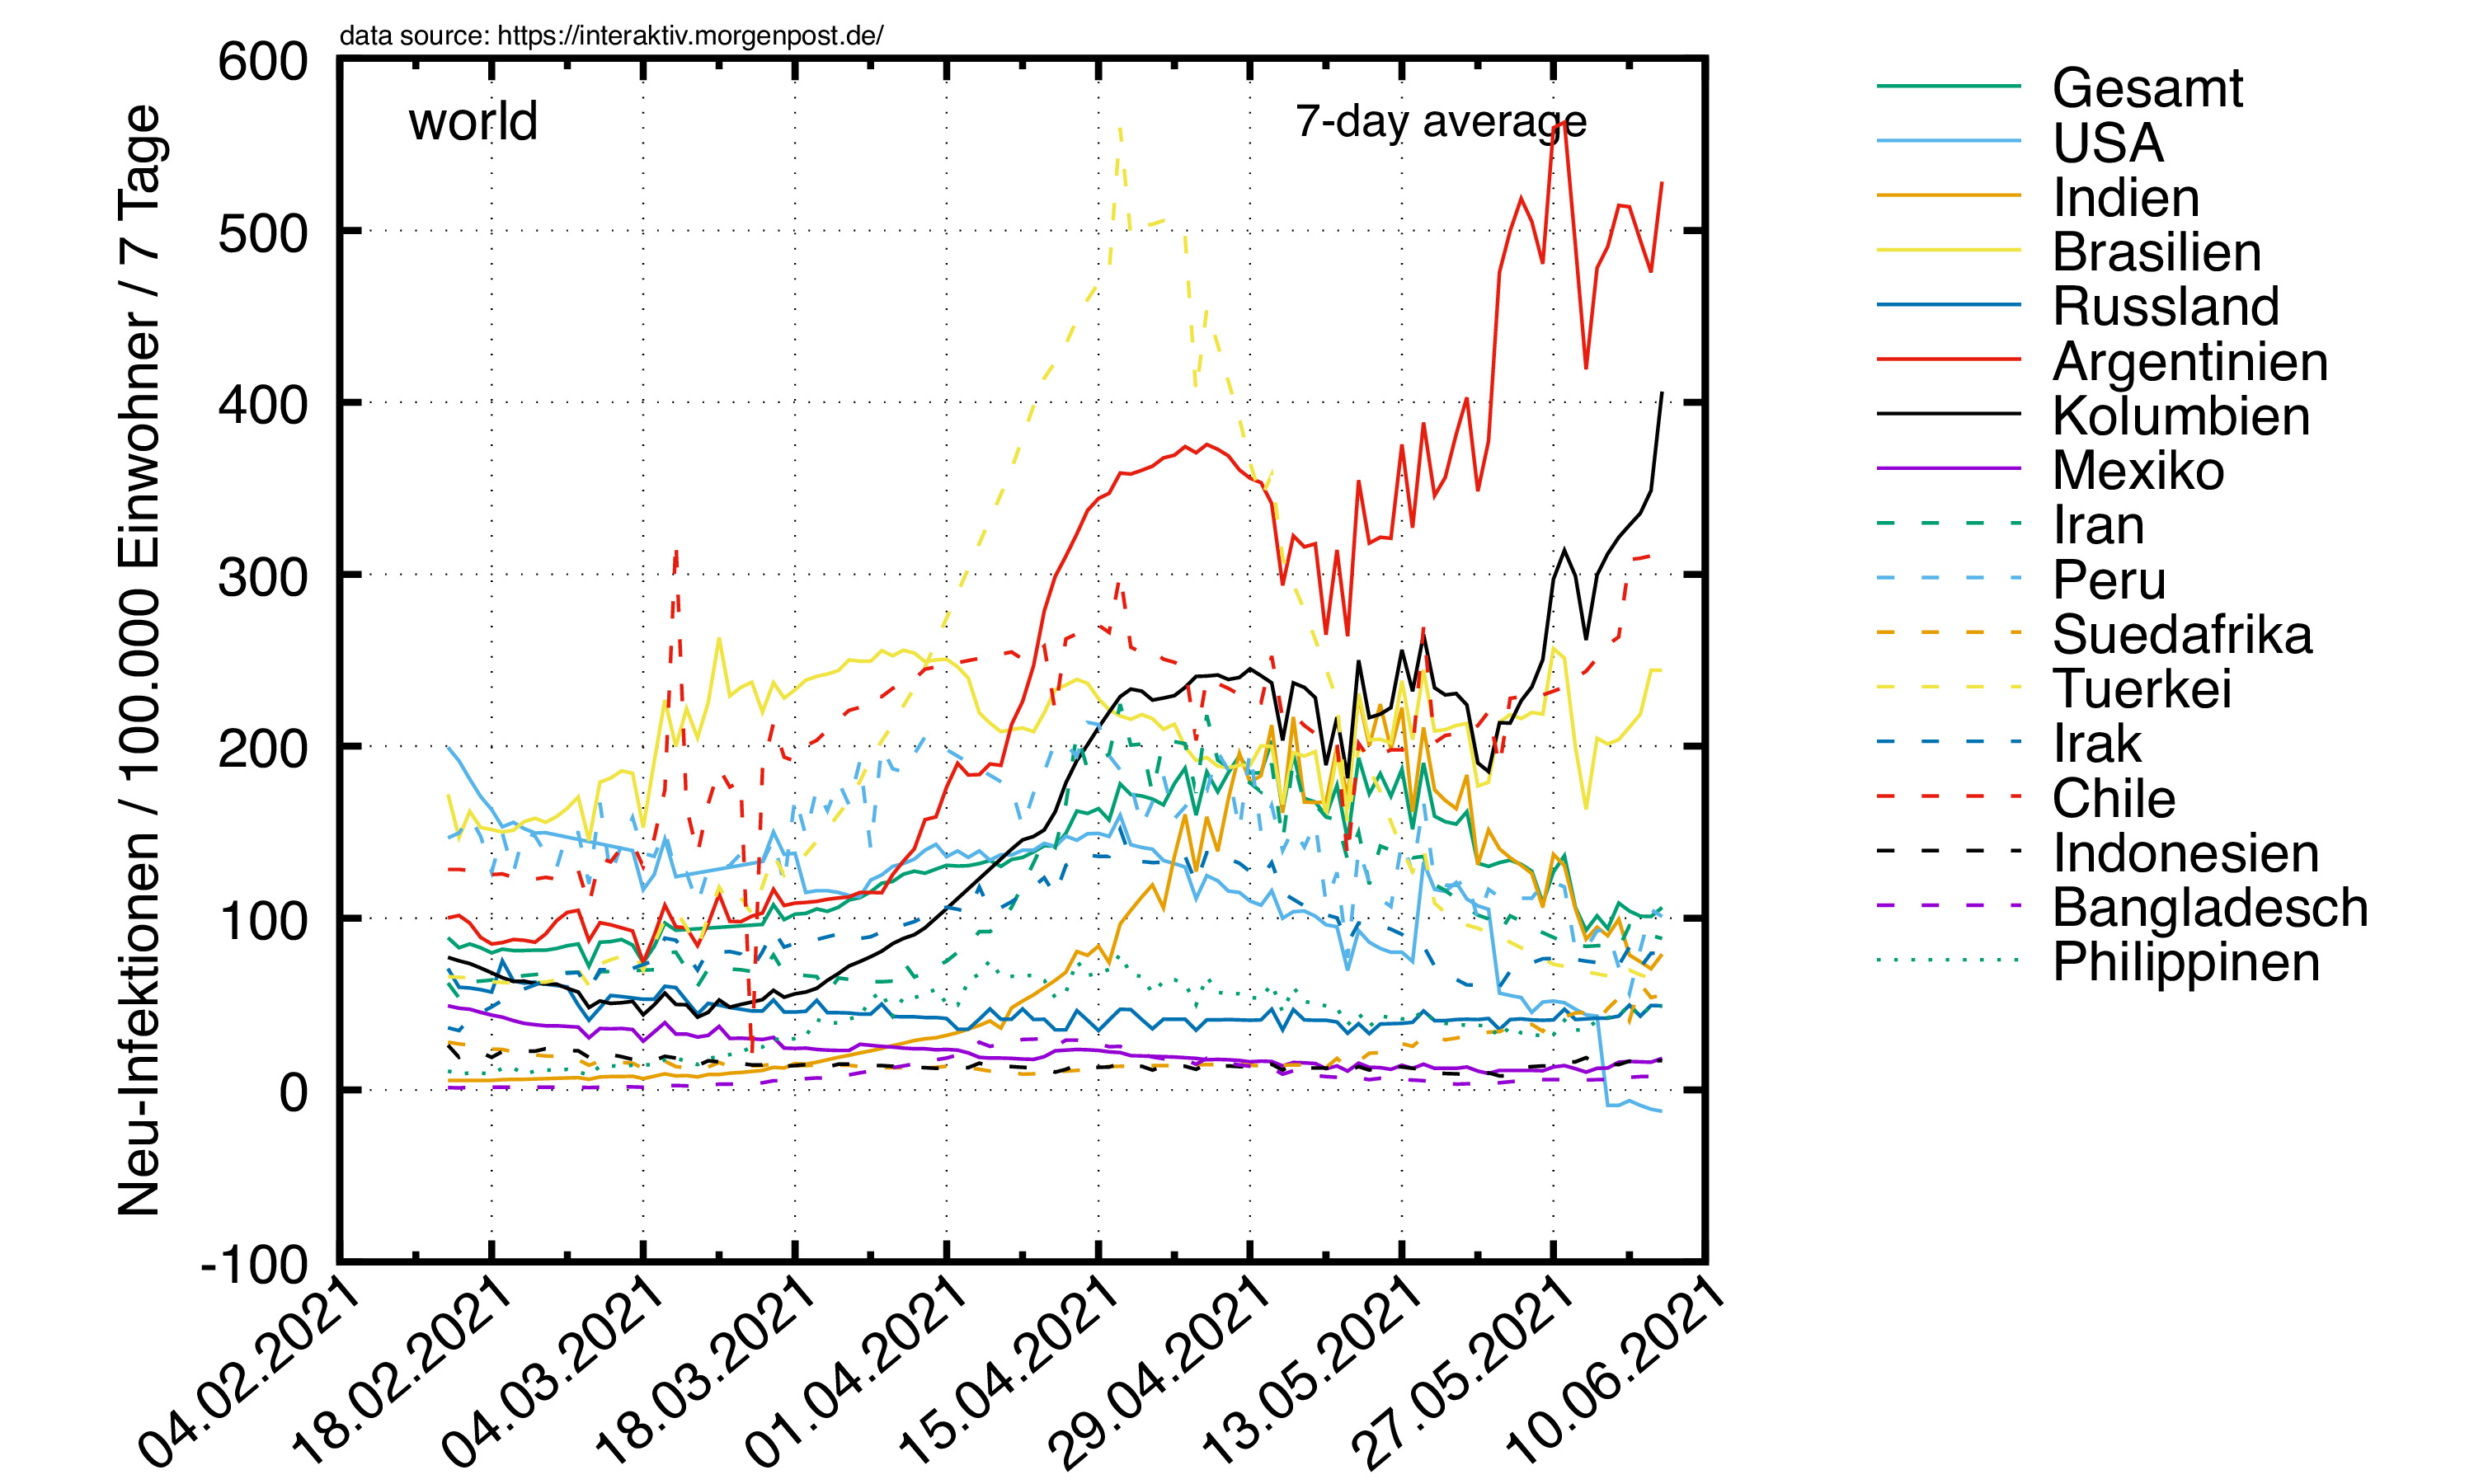 data source: https://interaktiv.morgenpost.de/
world
7-day average
Neu-Infektionen / 100.000 Einwohner / 7 Tage
600
500
400
300
200
100
0
-100
04.02.2021
18.02.2021
04.03.2021
18.03.2021
01.04.2021
15.04.2021
29.04.2021
13.05.2021
27.05.2021
10.06.2021
Gesamt
USA
Indien
Brasilien
Russland
Argentinien
Kolumbien
Mexiko
Iran
Peru
Suedafrika
Tuerkei
Irak
Chile
Indonesien
Bangladesch
Philippinen